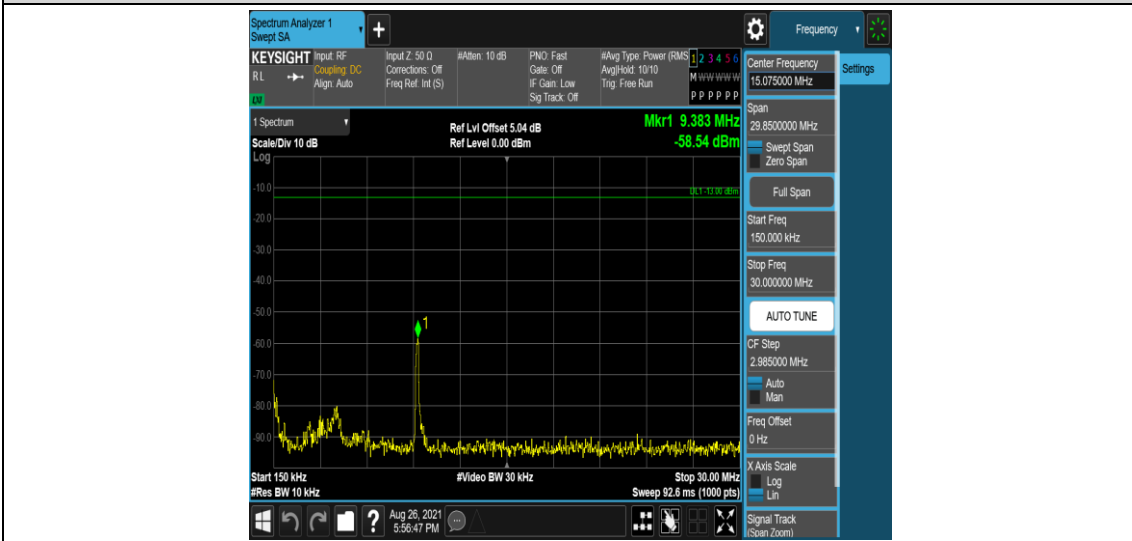 Spectrum Analyzer 1
Swept SA
+
Frequency
KEYSIGHT
RL
Input: RF
Coupling: DC
Align: Auto
Input Z: 50 Ω
Corrections: Off
Freq Ref: Int (S)
#Atten: 10 dB
PNO: Fast
Gate: Off
IF Gain: Low
Sig Track: Off
#Avg Type: Power (RMS
Avg|Hold: 10/10
Trig: Free Run
1 2 3 4 5 6
M W W W W W
P P P P P P
1 Spectrum
Scale/Div 10 dB
Log
Ref Lvl Offset 5.04 dB
Ref Level 0.00 dBm
Mkr1 9.383 MHz
-58.54 dBm
DL1 -13.00 dBm
-10.0
-20.0
-30.0
-40.0
-50.0
-60.0
-70.0
-80.0
-90.0
1
Start 150 kHz
#Res BW 10 kHz
#Video BW 30 kHz
Stop 30.00 MHz
Sweep 92.6 ms (1000 pts)
Center Frequency
15.075000 MHz
Settings
Span
29.8500000 MHz
Swept Span
Zero Span
Full Span
Start Freq
150.000 kHz
Stop Freq
30.000000 MHz
AUTO TUNE
CF Step
2.985000 MHz
Auto
Man
Freq Offset
0 Hz
X Axis Scale
Log
Lin
Signal Track
(Span Zoom)
?
Aug 26, 2021
5:56:47 PM